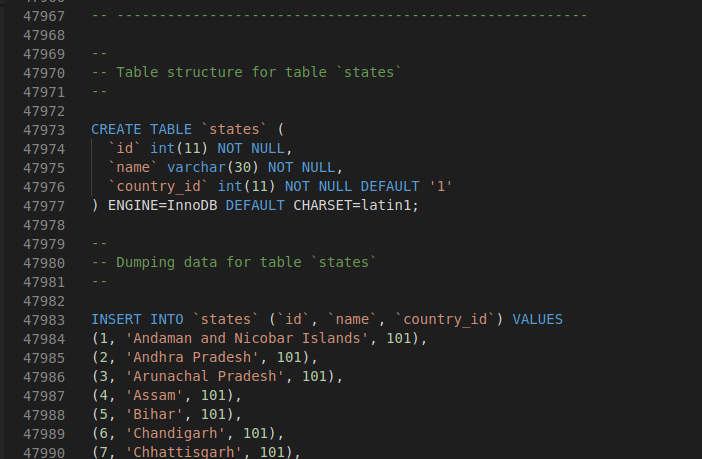 47967 -- --------------------------------------------------------
47968
47969 --
47970 -- Table structure for table `states`
47971 --
47972
47973 CREATE TABLE `states` (
47974   `id` int(11) NOT NULL,
47975   `name` varchar(30) NOT NULL,
47976   `country_id` int(11) NOT NULL DEFAULT '1'
47977 ) ENGINE=InnoDB DEFAULT CHARSET=latin1;
47978
47979 --
47980 -- Dumping data for table `states`
47981 --
47982
47983 INSERT INTO `states` (`id`, `name`, `country_id`) VALUES
47984 (1, 'Andaman and Nicobar Islands', 101),
47985 (2, 'Andhra Pradesh', 101),
47986 (3, 'Arunachal Pradesh', 101),
47987 (4, 'Assam', 101),
47988 (5, 'Bihar', 101),
47989 (6, 'Chandigarh', 101),
47990 (7, 'Chhattisgarh', 101),